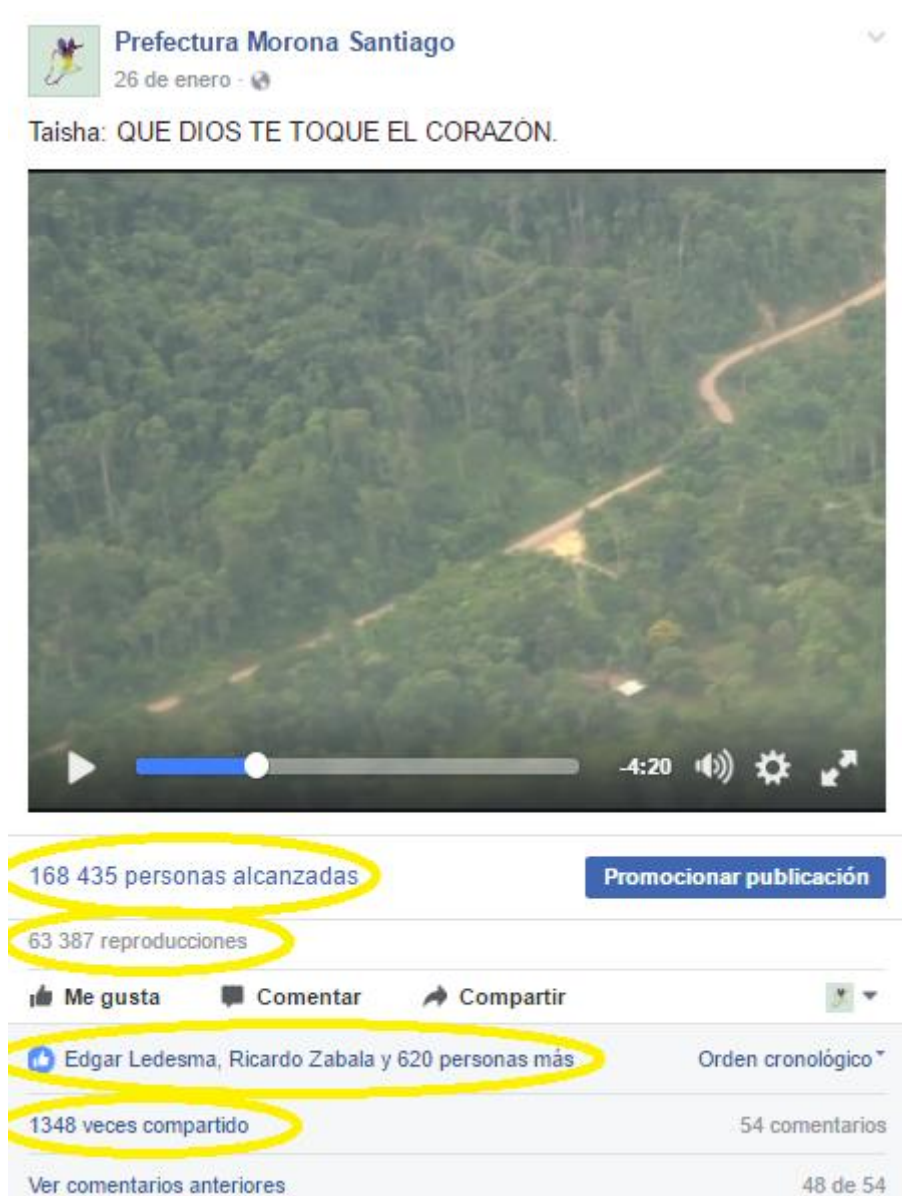 Prefectura Morona Santiago
26 de enero ·
Taisha: QUE DIOS TE TOQUE EL CORAZÓN.
-4:20
168 435 personas alcanzadas
Promocionar publicación
63 387 reproducciones
Me gusta Comentar Compartir
Edgar Ledesma, Ricardo Zabala y 620 personas más
Orden cronológico
1348 veces compartido
54 comentarios
Ver comentarios anteriores
48 de 54